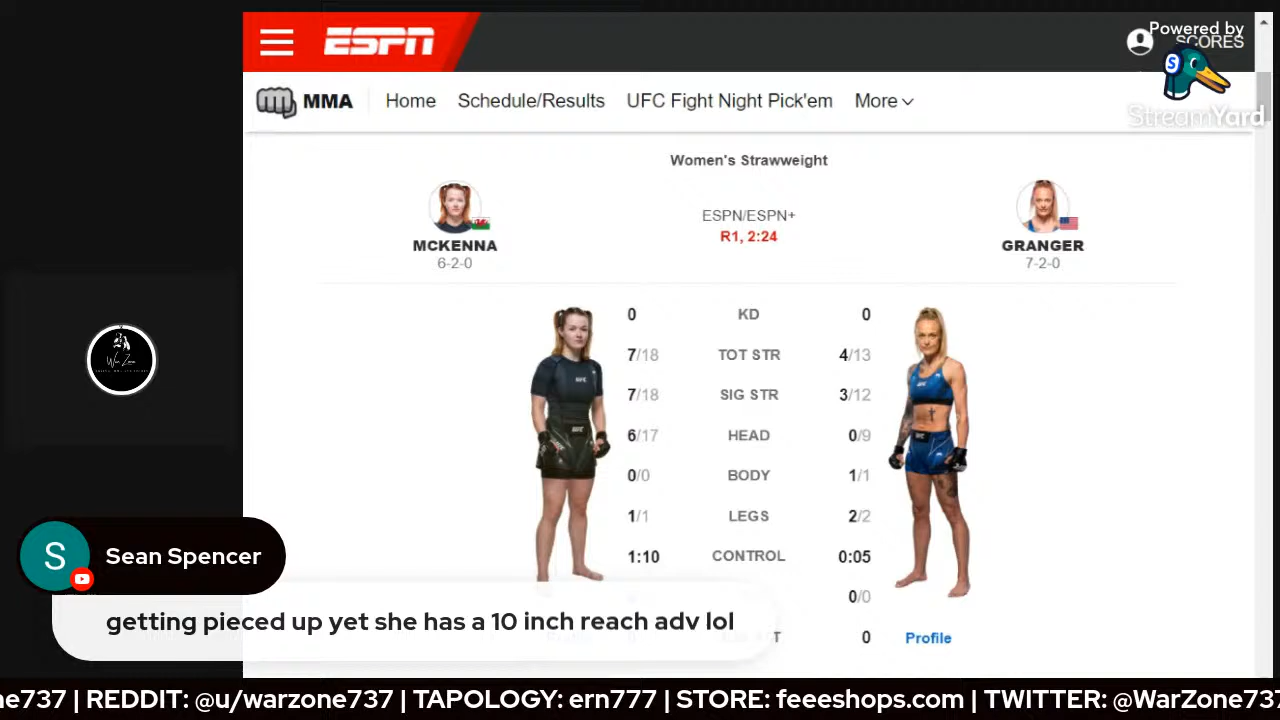 ESPN
Powered by
SCORES
S
StreamYard
MMA
Home
Schedule/Results
UFC Fight Night Pick'em
More
Women's Strawweight
MCKENNA
6-2-0
ESPN/ESPN+
R1, 2:24
GRANGER
7-2-0
0 KD 0
7/18 TOT STR 4/13
7/18 SIG STR 3/12
6/17 HEAD 0/9
0/0 BODY 1/1
1/1 LEGS 2/2
1:10 CONTROL 0:05
0/0
0 Profile
War Zone
S Sean Spencer
getting pieced up yet she has a 10 inch reach adv lol
ne737 | REDDIT: @u/warzone737 | TAPOLOGY: ern777 | STORE: feeeshops.com | TWITTER: @WarZone737